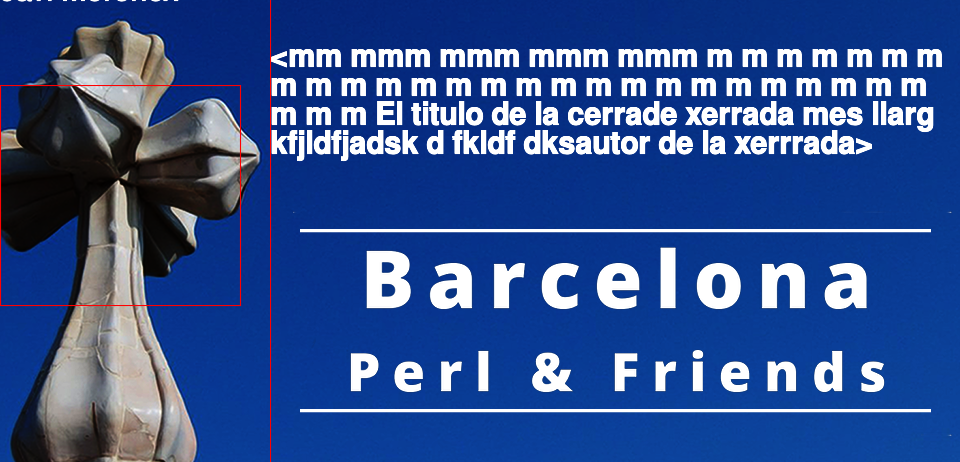 <mm mmm mmm mmm mmm m m m m m m m
m m m m m m m m m m m m m m m m m m m
m m m El titulo de la cerrade xerrada mes llarg
kfjldfjadsk d fkldf dksautor de la xerrrada>
Barcelona
Perl & Friends